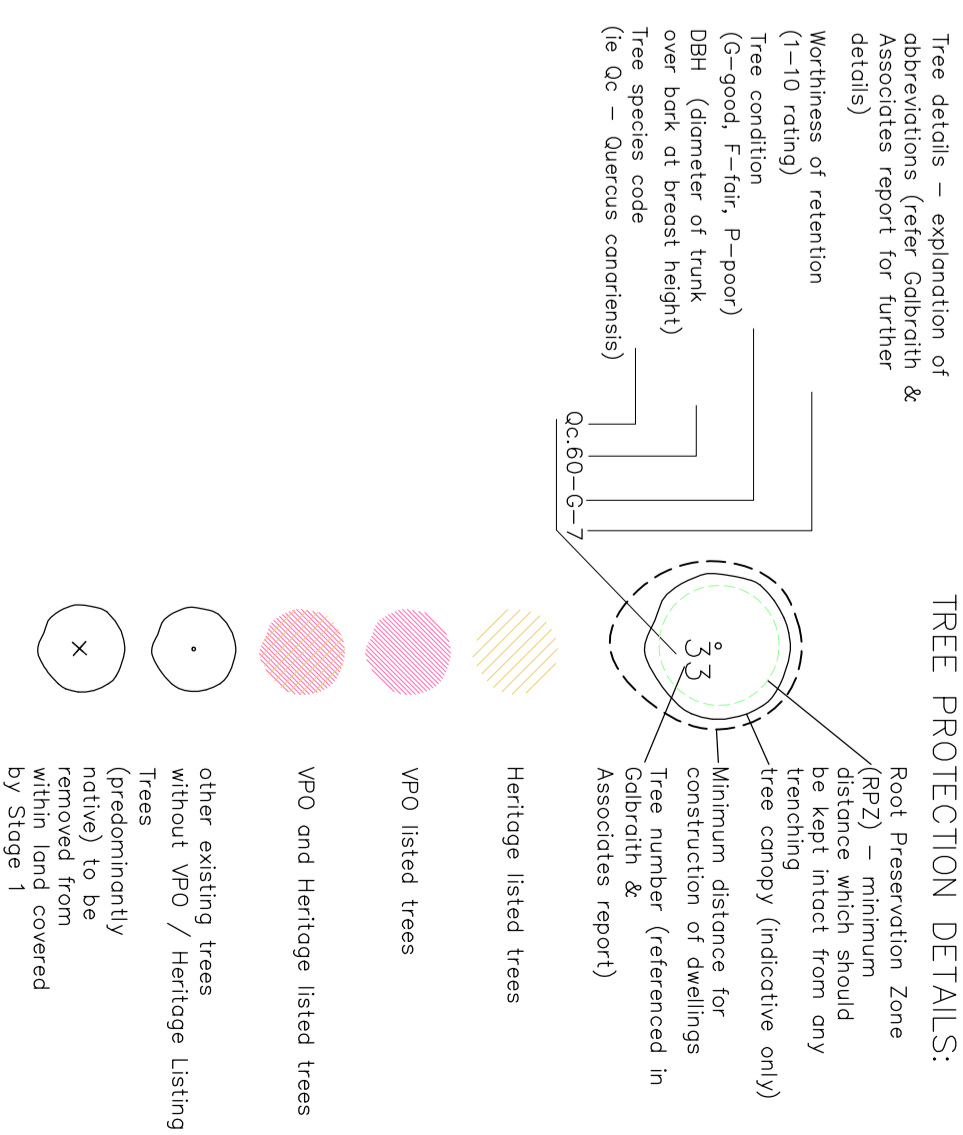 TREE PROTECTION DETAILS:
Tree details – explanation of
abbreviations (refer Galbraith &
Associates report for further
details)
Worthiness of retention
(1–10 rating)
Tree condition
(G–good, F–fair, P–poor)
DBH (diameter of trunk
over bark at breast height)
Tree species code
(ie Qc – Quercus canariensis)
Qc.60–G–7
33
Root Preservation Zone
(RPZ) – minimum
distance which should
be kept intact from any
trenching
tree canopy (indicative only)
Minimum distance for
construction of dwellings
Tree number (referenced in
Galbraith &
Associates report)
Heritage listed trees
VPO listed trees
VPO and Heritage listed trees
other existing trees
without VPO / Heritage Listing
Trees
(predominantly
native) to be
removed from
within land covered
by Stage 1